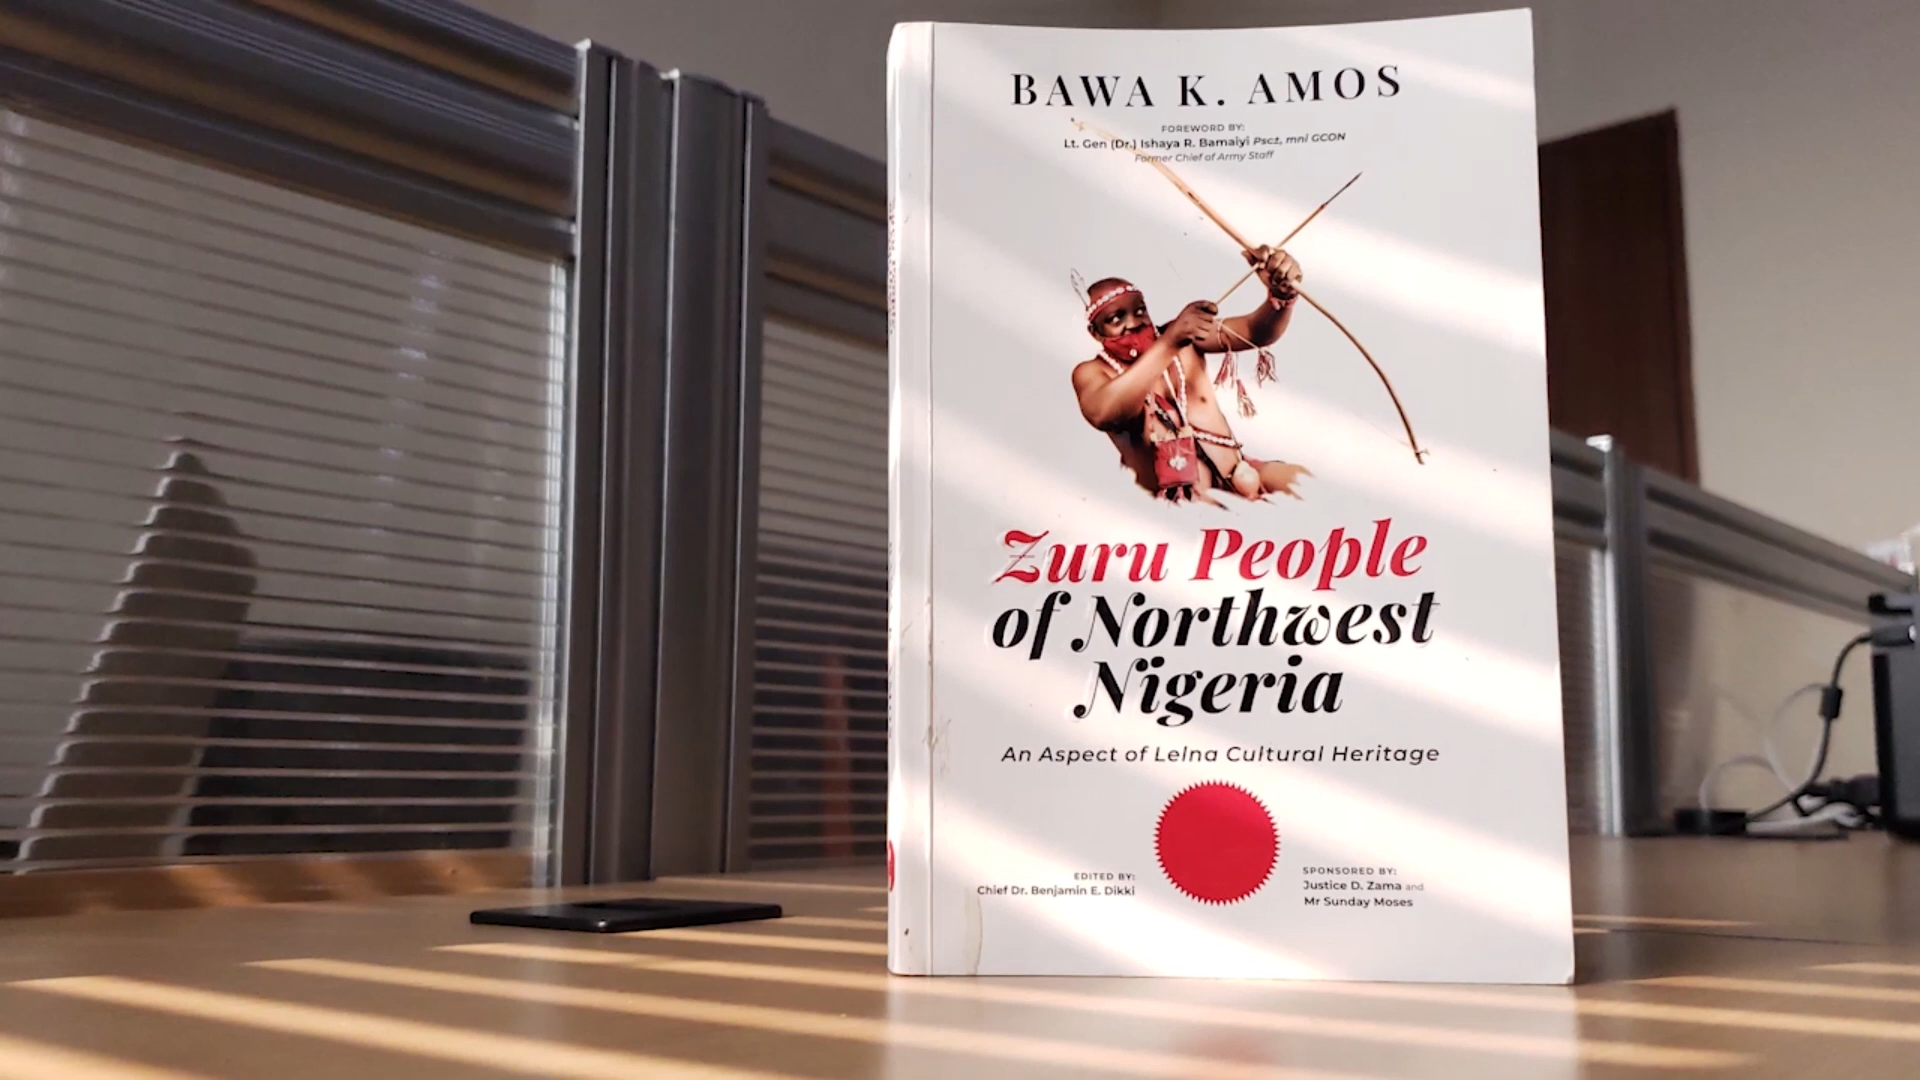 BAWA K. AMOS
FOREWORD BY:
Lt. Gen (Dr.) Ishaya R. Bamaiyi Psc±, mni GCON
Former Chief of Army Staff
Zuru People
of Northwest
Nigeria
An Aspect of Lelna Cultural Heritage
EDITED BY:
Chief Dr. Benjamin E. Dikki
SPONSORED BY:
Justice D. Zama and
Mr Sunday Moses